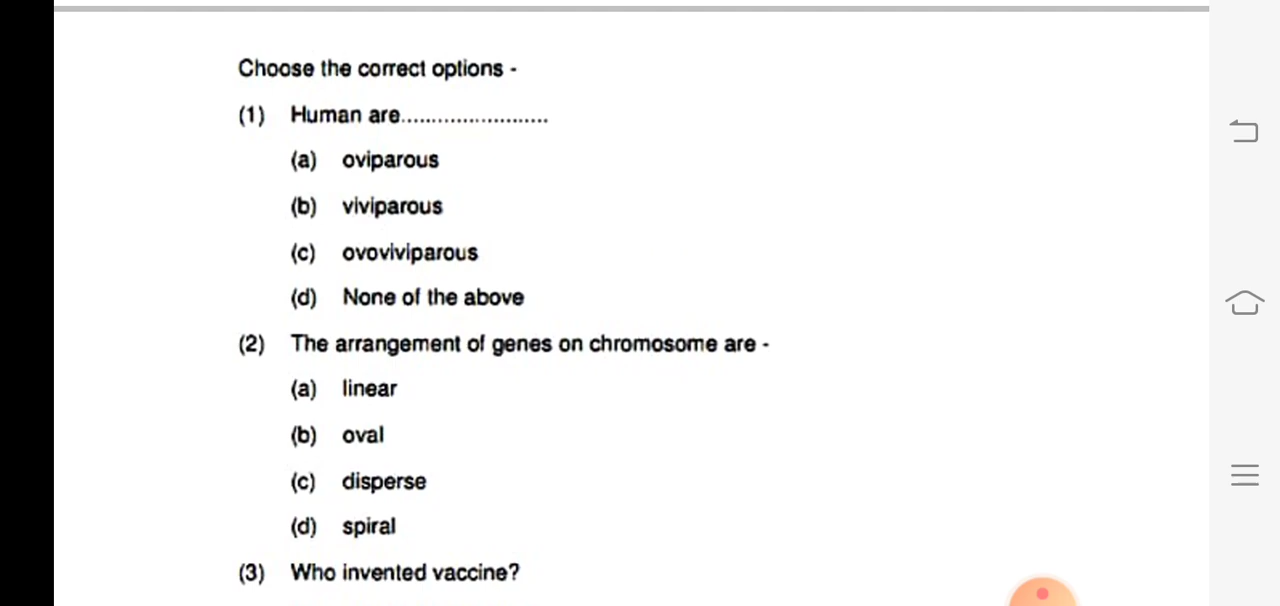 Choose the correct options -
(1) Human are........................
(a) oviparous
(b) viviparous
(c) ovoviviparous
(d) None of the above
(2) The arrangement of genes on chromosome are -
(a) linear
(b) oval
(c) disperse
(d) spiral
(3) Who invented vaccine?